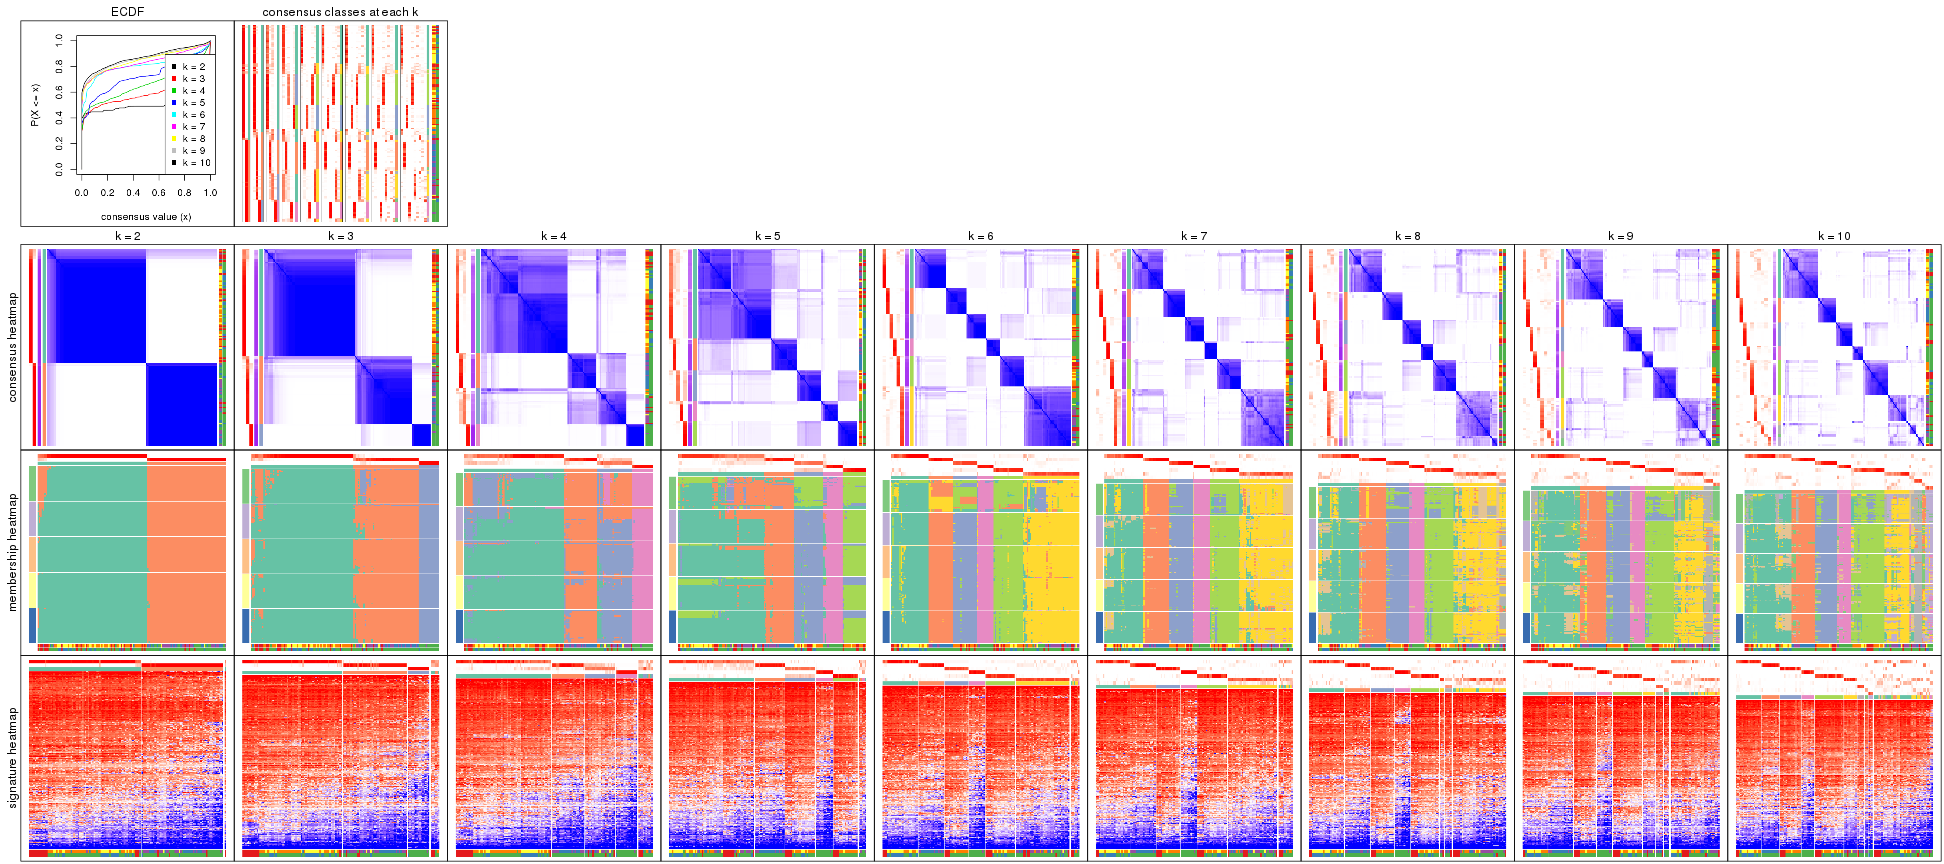 ECDF
consensus classes at each k
P(X <= x)
0.0 0.2 0.4 0.6 0.8 1.0
k = 2
k = 3
k = 4
k = 5
k = 6
k = 7
k = 8
k = 9
k = 10
0.0 0.2 0.4 0.6 0.8 1.0
consensus value (x)
k = 2 k = 3 k = 4 k = 5 k = 6 k = 7 k = 8 k = 9 k = 10
consensus heatmap
membership heatmap
signature heatmap